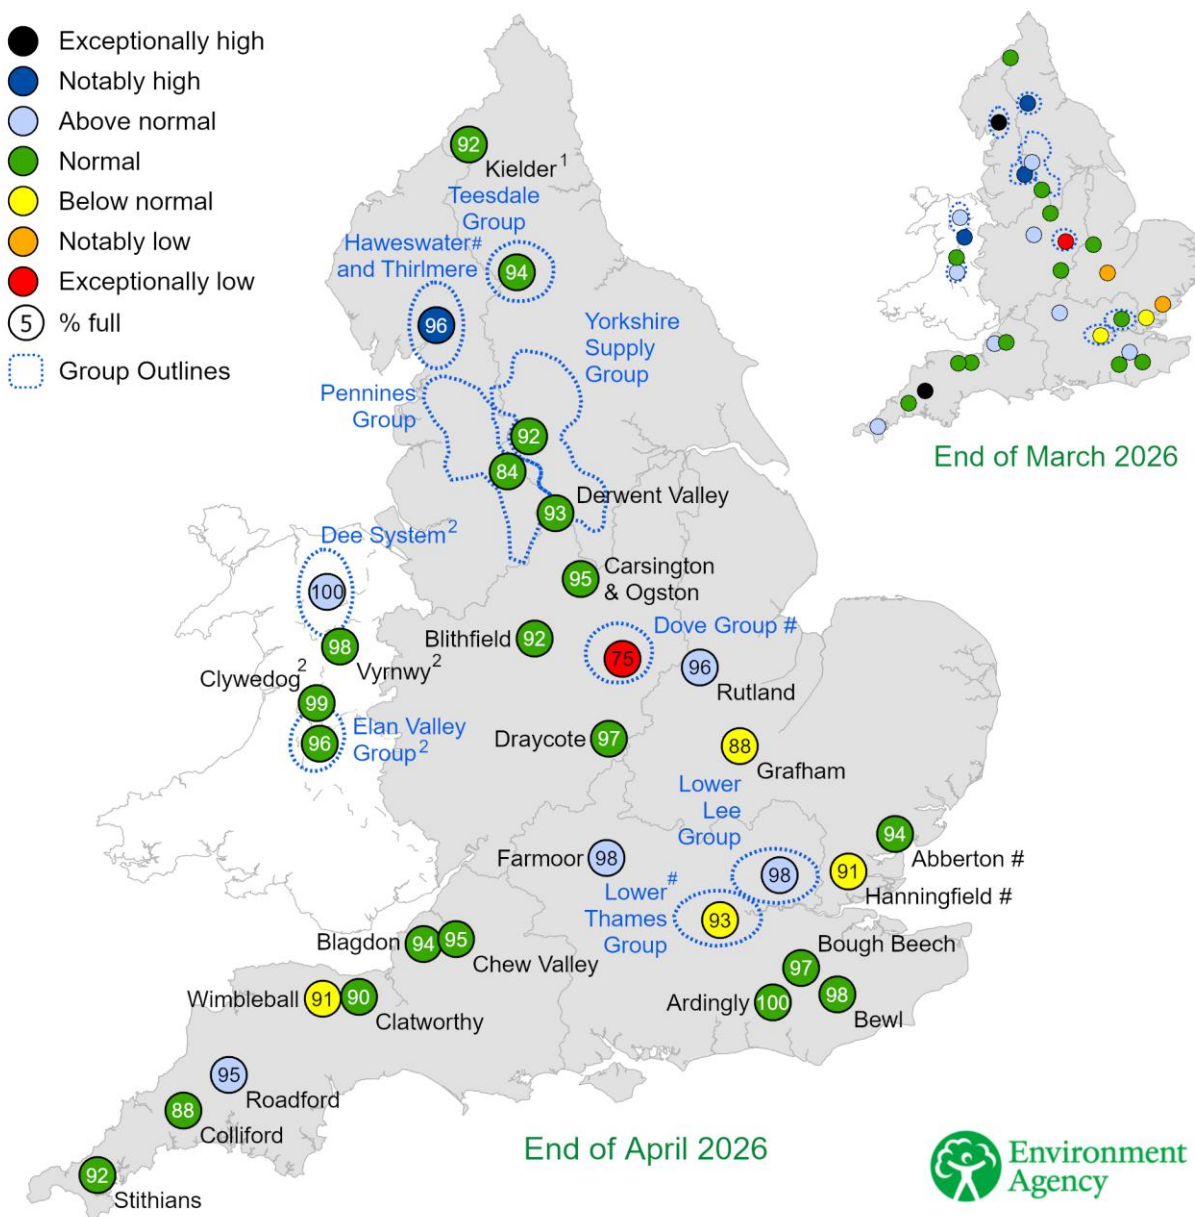 Exceptionally high
Notably high
Above normal
Normal
Below normal
Notably low
Exceptionally low
5 % full
Group Outlines
92
Kielder1
Teesdale
Group
94
Haweswater#
and Thirlmere
96
Yorkshire
Supply
Group
Pennines
Group
92
84
Derwent Valley
93
Dee System2
100
95
Carsington
& Ogston
Blithfield 92
Dove Group #
75
98
Vyrnwy2
96
Rutland
Clywedog2
99
Elan Valley
Group2
96
Draycote 97
88
Grafham
Lower
Lee
Group
98
94
Abberton #
91
Hanningfield #
Farmoor 98
Lower#
Thames
Group
93
Blagdon 94 95
Chew Valley
Bough Beech
97
Ardingly 100
98
Bewl
Wimbleball 91 90
Clatworthy
95
Roadford
88
Colliford
92
Stithians
End of March 2026
End of April 2026
Environment
Agency